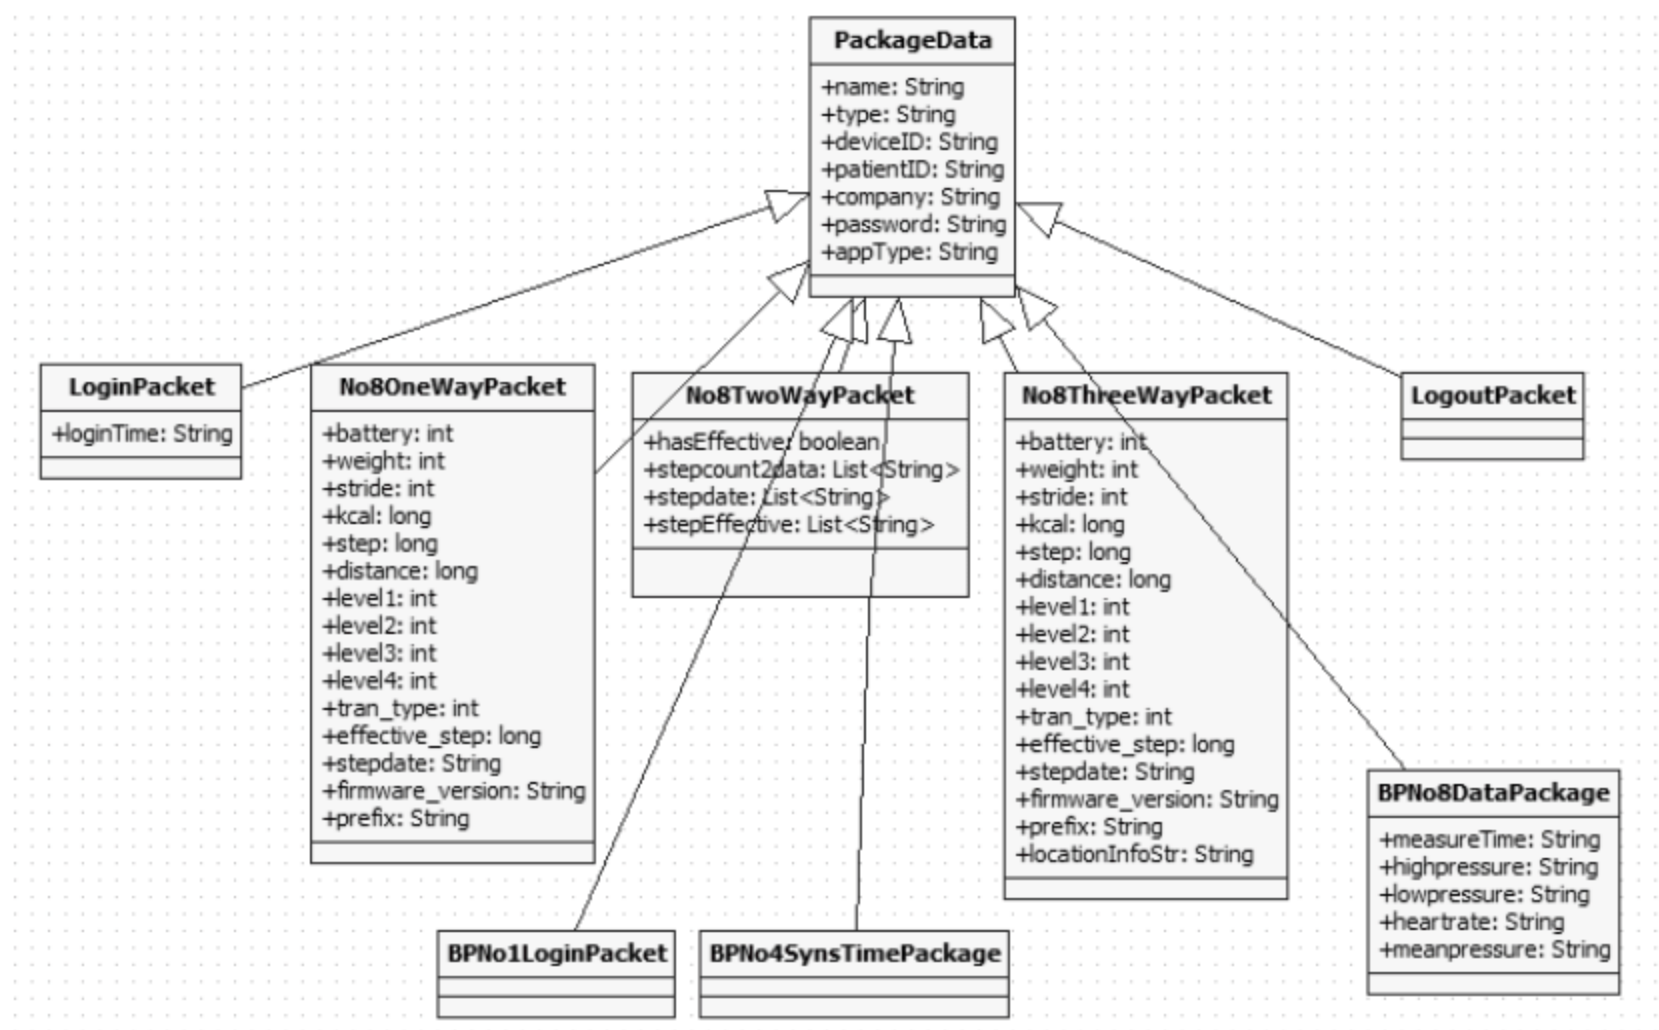 PackageData
+name: String
+type: String
+deviceID: String
+patientID: String
+company: String
+password: String
+appType: String
LoginPacket
+loginTime: String
No8OneWayPacket
+battery: int
+weight: int
+stride: int
+kcal: long
+step: long
+distance: long
+level1: int
+level2: int
+level3: int
+level4: int
+tran_type: int
+effective_step: long
+stepdate: String
+firmware_version: String
+prefix: String
No8TwoWayPacket
+hasEffective: boolean
+stepcount2data: List<String>
+stepdate: List<String>
+stepEffective: List<String>
No8ThreeWayPacket
+battery: int
+weight: int
+stride: int
+kcal: long
+step: long
+distance: long
+level1: int
+level2: int
+level3: int
+level4: int
+tran_type: int
+effective_step: long
+stepdate: String
+firmware_version: String
+prefix: String
+locationInfoStr: String
LogoutPacket
BPNo8DataPackage
+measureTime: String
+highpressure: String
+lowpressure: String
+heartrate: String
+meanpressure: String
BPNo1LoginPacket
BPNo4SynsTimePackage